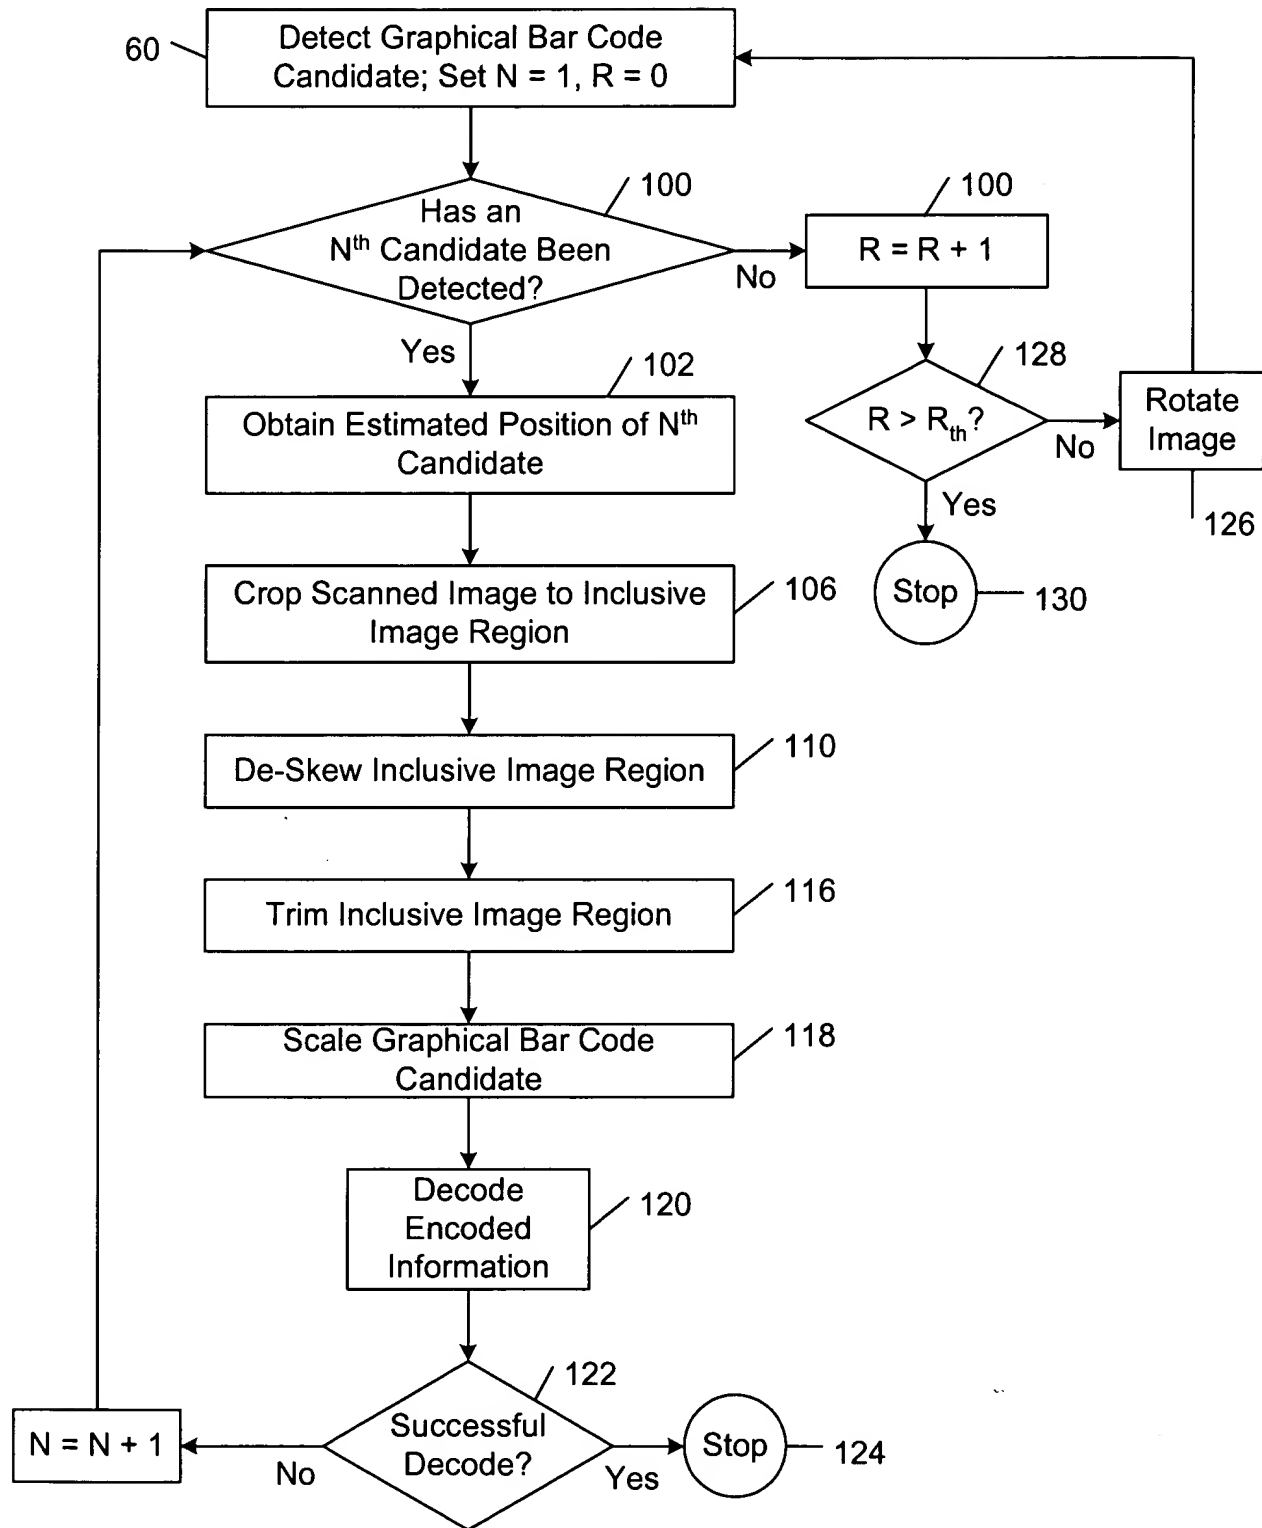 60
Detect Graphical Bar Code
Candidate; Set N = 1, R = 0
100
Has an
Nth Candidate Been
Detected?
No
100
R = R + 1
Yes
128
R > Rth?
No
Rotate
Image
126
Yes
Stop
130
102
Obtain Estimated Position of Nth
Candidate
Crop Scanned Image to Inclusive
Image Region
106
De-Skew Inclusive Image Region
110
Trim Inclusive Image Region
116
Scale Graphical Bar Code
Candidate
118
Decode
Encoded
Information
120
122
Successful
Decode?
No
N = N + 1
Yes
Stop
124